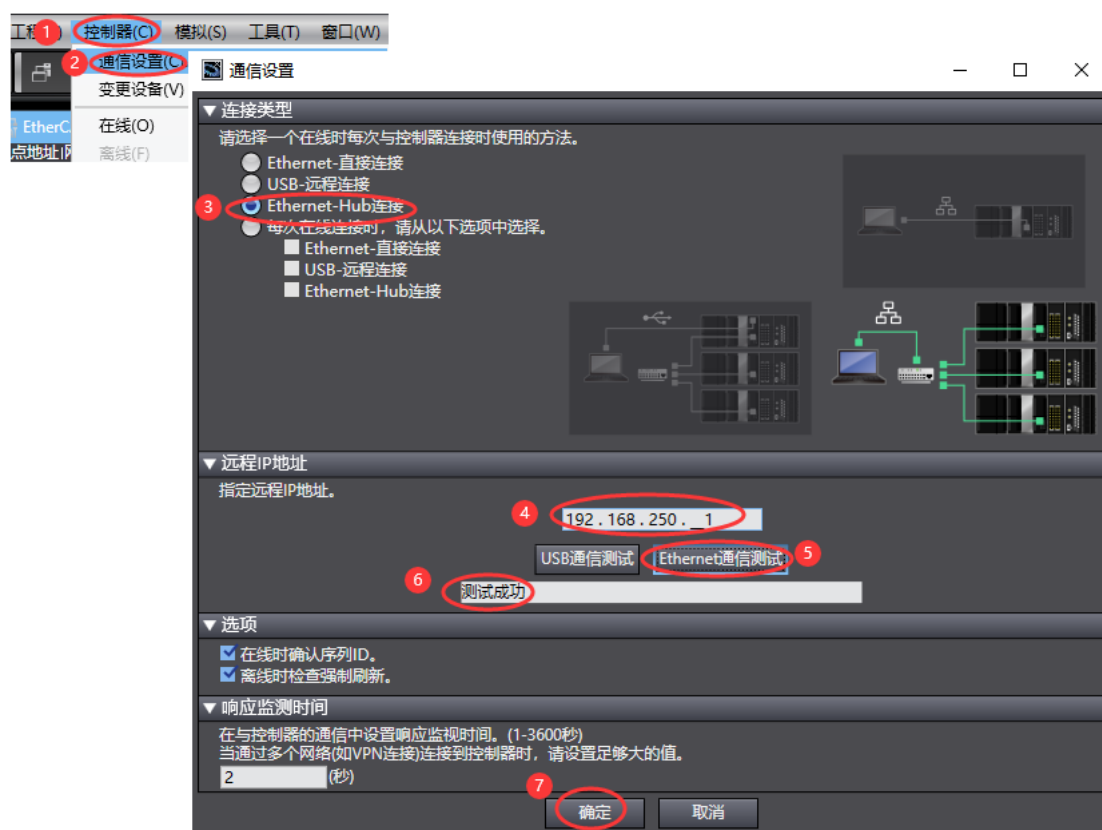 工程 1 控制器(C) 模拟(S) 工具(T) 窗口(W)
2 通信设置(C)
变更设备(V)
EtherC
在线(O)
点地址
离线(F)
通信设置
▼连接类型
请选择一个在线时每次与控制器连接时使用的方法。
Ethernet-直接连接
USB-远程连接
3 Ethernet-Hub连接
每次在线连接时，请从以下选项中选择。
Ethernet-直接连接
USB-远程连接
Ethernet-Hub连接
▼远程IP地址
指定远程IP地址。
4 192.168.250.__1
USB通信测试 Ethernet通信测试 5
6 测试成功
▼选项
在线时确认序列ID。
离线时检查强制刷新。
▼响应监测时间
在与控制器的通信中设置响应监视时间。(1-3600秒)
当通过多个网络(如VPN连接)连接到控制器时，请设置足够大的值。
2 (秒)
7
确定 取消